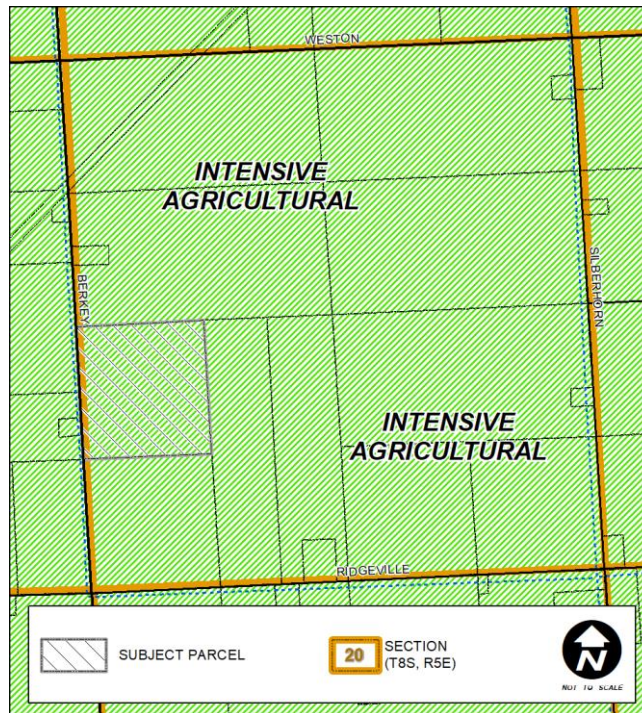 WESTON
INTENSIVE
AGRICULTURAL
BERKEY
SILBERHORN
INTENSIVE
AGRICULTURAL
RIDGEVILLE
SUBJECT PARCEL
20
SECTION
(T8S, R5E)
N
NOT TO SCALE